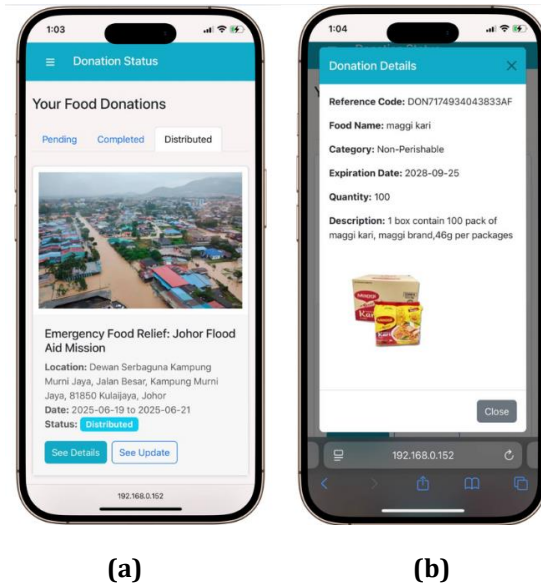 1:03
Donation Status
Your Food Donations
Pending Completed Distributed
Emergency Food Relief: Johor Flood
Aid Mission
Location: Dewan Serbaguna Kampung
Murni Jaya, Jalan Besar, Kampung Murni
Jaya, 81850 Kulaijaya, Johor
Date: 2025-06-19 to 2025-06-21
Status: Distributed
See Details See Update
192.168.0.152
(a)
1:04
Donation Details
Reference Code: DON7174934043833AF
Food Name: maggi kari
Category: Non-Perishable
Expiration Date: 2028-09-25
Quantity: 100
Description: 1 box contain 100 pack of
maggi kari, maggi brand,46g per packages
Close
192.168.0.152
(b)